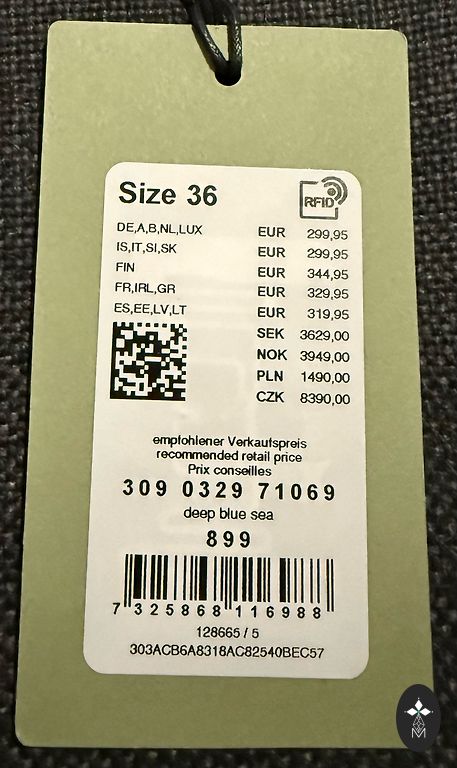 Size 36
RFID
DE,A,B,NL,LUX EUR 299,95
IS,IT,SI,SK EUR 299,95
FIN EUR 344,95
FR,IRL,GR EUR 329,95
ES,EE,LV,LT EUR 319,95
SEK 3629,00
NOK 3949,00
PLN 1490,00
CZK 8390,00
empfohlener Verkaufspreis
recommended retail price
Prix conseilles
309 0329 71069
deep blue sea
899
7 325868 116988
128665 / 5
303ACB6A8318AC82540BEC57
M